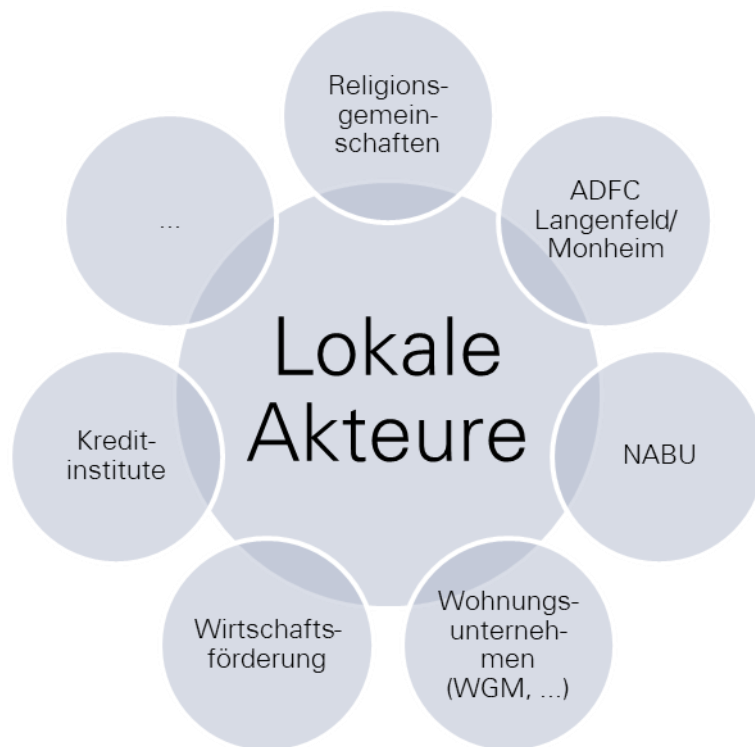 Religions-
gemein-
schaften
ADFC
Langenfeld/
Monheim
...
Lokale
Akteure
Kredit-
institute
NABU
Wirtschafts-
förderung
Wohnungs-
unterneh-
men
(WGM, ...)